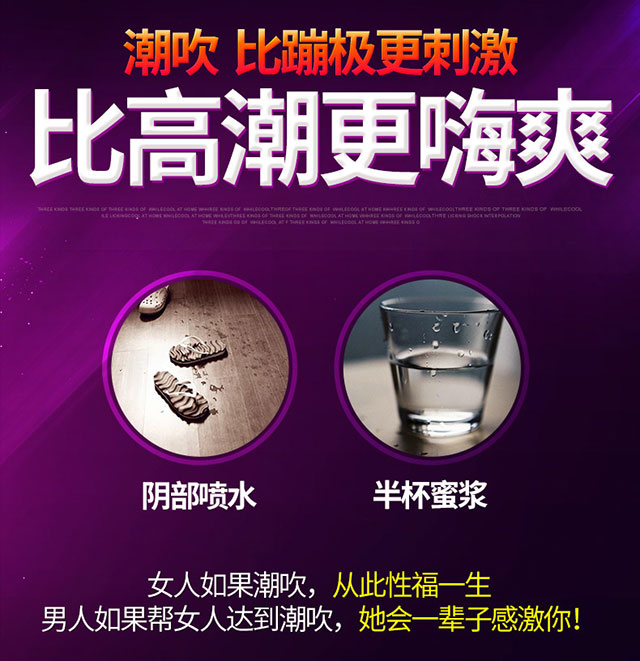 潮吹 比蹦极更刺激
比高潮更嗨爽
阴部喷水
半杯蜜浆
女人如果潮吹，从此性福一生
男人如果帮女人达到潮吹，她会一辈子感激你！